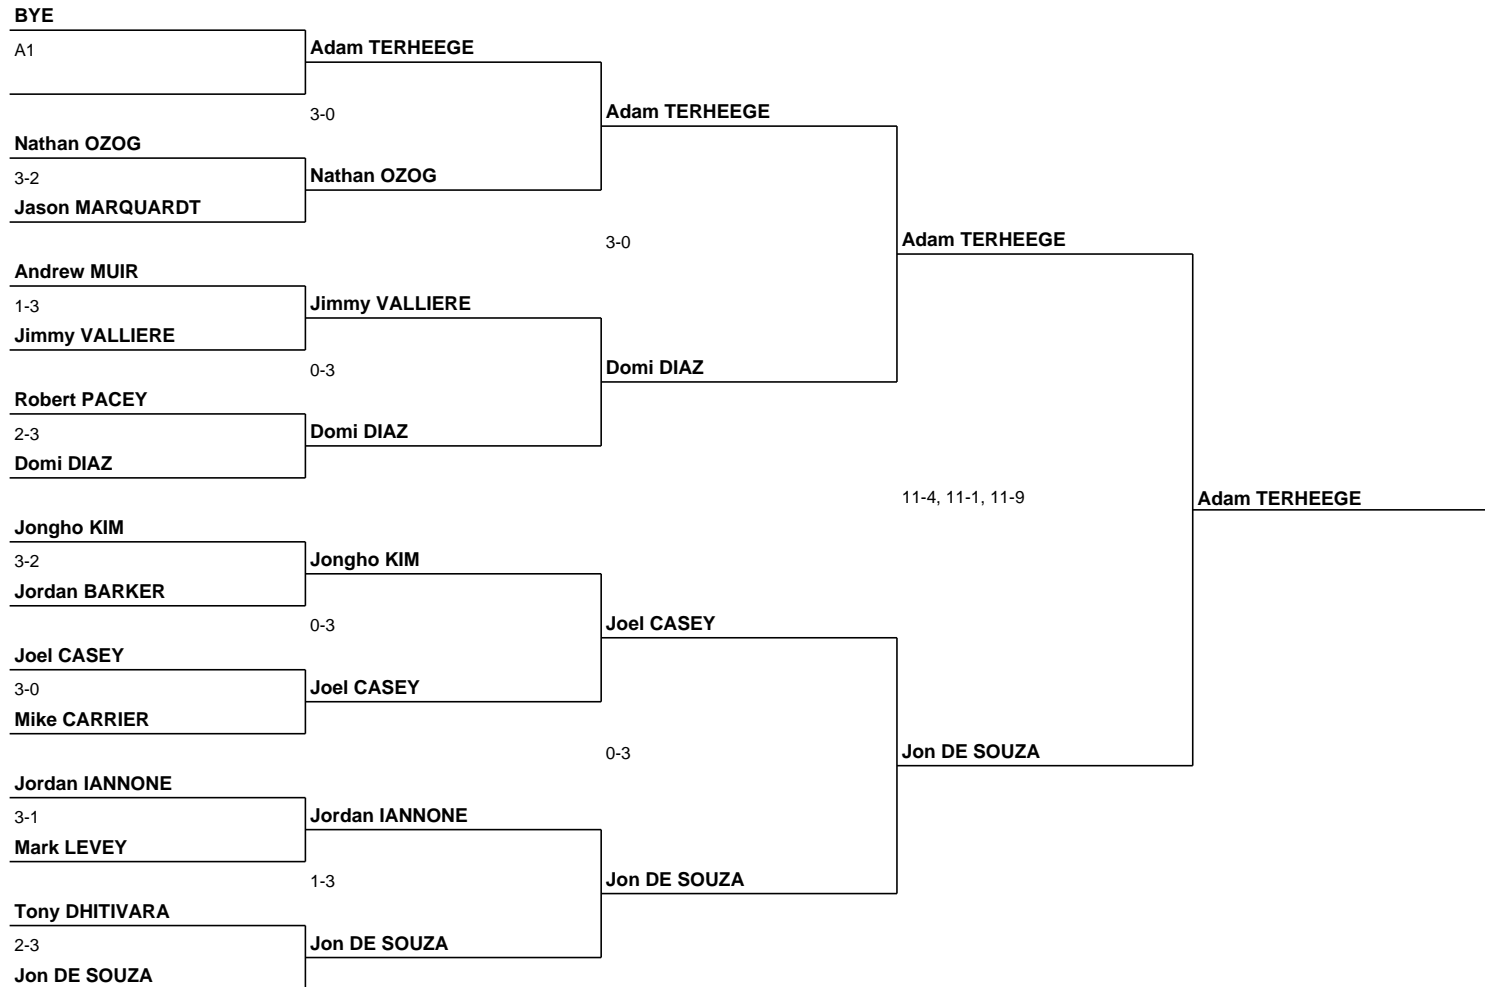 BYE
A1
Adam TERHEEGE
3-0
Adam TERHEEGE
Nathan OZOG
3-2
Nathan OZOG
Jason MARQUARDT
3-0
Adam TERHEEGE
Andrew MUIR
1-3
Jimmy VALLIERE
Jimmy VALLIERE
0-3
Domi DIAZ
Robert PACEY
2-3
Domi DIAZ
Domi DIAZ
11-4, 11-1, 11-9
Adam TERHEEGE
Jongho KIM
3-2
Jongho KIM
Jordan BARKER
0-3
Joel CASEY
Joel CASEY
3-0
Joel CASEY
Mike CARRIER
0-3
Jon DE SOUZA
Jordan IANNONE
3-1
Jordan IANNONE
Mark LEVEY
1-3
Jon DE SOUZA
Tony DHITIVARA
2-3
Jon DE SOUZA
Jon DE SOUZA